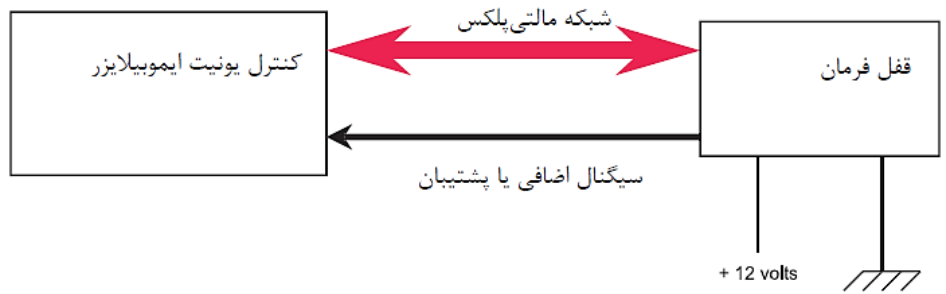 شبکه مالتی‌پلکس
کنترل یونیت ایموبیلایزر
قفل فرمان
سیگنال اضافی یا پشتیبان
+ 12 volts